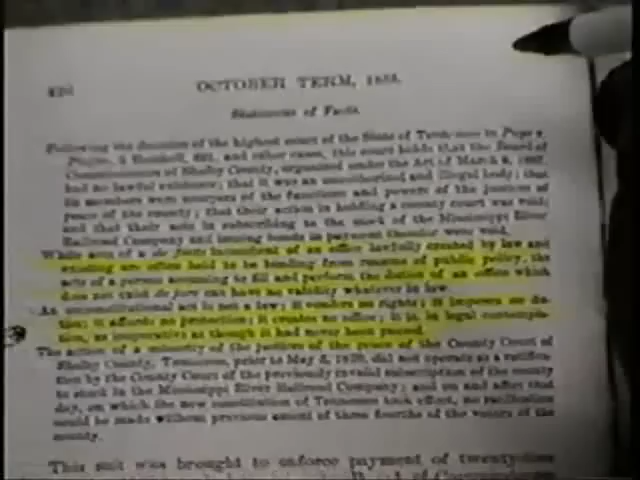 OCTOBER TERM, 1885.
Statement of Facts.
Following the decision of the highest court of the State of Tennessee in Pope v.
Phifer, 3 Heiskell, 691, and other cases, this court holds that the Board of
Commissioners of Shelby County, organized under the Act of March 9, 1867,
had no lawful existence; that it was an unauthorized and illegal body; that
its members were usurpers of the functions and powers of the justices of
peace of the county; that their action in holding a county court was void;
and that their acts in subscribing to the stock of the Mississippi River
Railroad Company and issuing bonds in payment therefor were void.
While acts of a de facto incumbent of an office lawfully created by law and
existing are often held to be binding from reasons of public policy, the
acts of a person assuming to fill and perform the duties of an office which
does not exist de jure can have no validity whatever in law.
An unconstitutional act is not a law; it confers no rights; it imposes no du-
ties; it affords no protection; it creates no office; it is, in legal contempla-
tion, as inoperative as though it had never been passed.
The action of a majority of the justices of the peace of the County Court of
Shelby County, Tennessee, prior to May 5, 1870, did not operate as a ratifica-
tion by the County Court of the previously invalid subscription of the county
to stock in the Mississippi River Railroad Company; and on and after that
day, on which the new constitution of Tennessee took effect, no ratification
could be made without previous assent of three fourths of the voters of the
county.
This suit was brought to enforce payment of twenty-nine